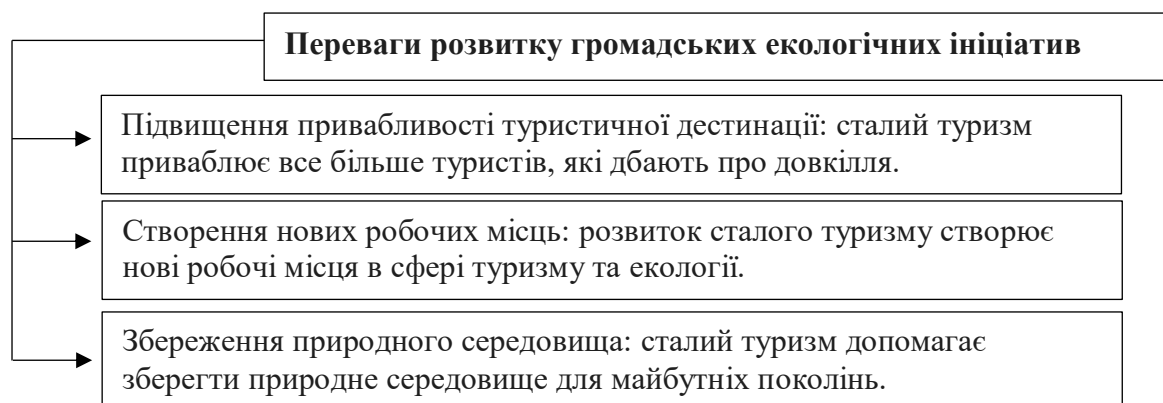 Переваги розвитку громадських екологічних ініціатив
Підвищення привабливості туристичної дестинації: сталий туризм
приваблює все більше туристів, які дбають про довкілля.
Створення нових робочих місць: розвиток сталого туризму створює
нові робочі місця в сфері туризму та екології.
Збереження природного середовища: сталий туризм допомагає
зберегти природне середовище для майбутніх поколінь.